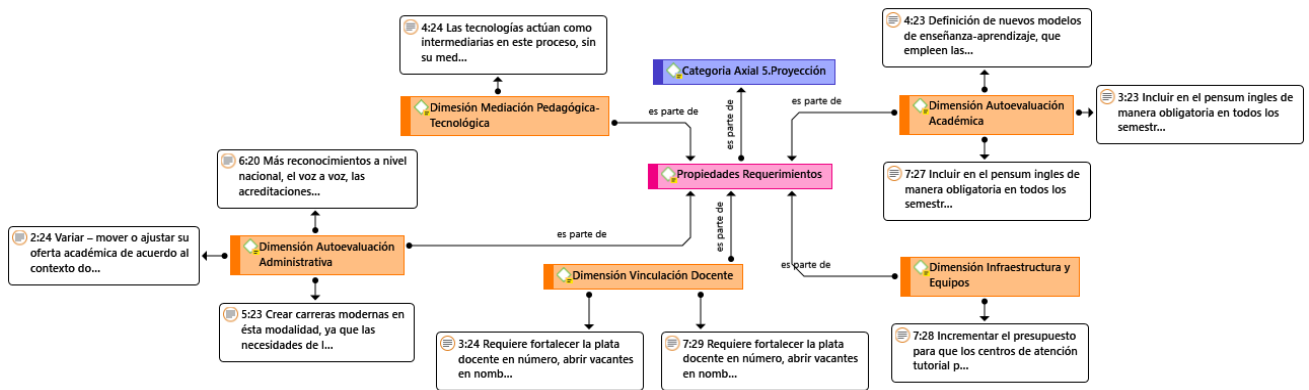 4:24 Las tecnologías actúan como
intermediarias en este proceso, sin
su med...
4:23 Definición de nuevos modelos
de enseñanza-aprendizaje, que
empleen las...
Categoria Axial 5.Proyección
Dimesión Mediación Pedagógica-
Tecnológica
es parte de
es parte de
es parte de
Dimensión Autoevaluación
Académica
3:23 Incluir en el pensum ingles de
manera obligatoria en todos los
semestr...
6:20 Más reconocimientos a nivel
nacional, el voz a voz, las
acreditaciones...
Propiedades Requerimientos
7:27 Incluir en el pensum ingles de
manera obligatoria en todos los
semestr...
2:24 Variar – mover o ajustar su
oferta académica de acuerdo al
contexto do...
Dimensión Autoevaluación
Administrativa
es parte de
es parte de
es parte de
Dimensión Vinculación Docente
Dimensión Infraestructura y
Equipos
5:23 Crear carreras modernas en
ésta modalidad, ya que las
necesidades de l...
3:24 Requiere fortalecer la plata
docente en número, abrir vacantes
en nomb...
7:29 Requiere fortalecer la plata
docente en número, abrir vacantes
en nomb...
7:28 Incrementar el presupuesto
para que los centros de atención
tutorial p...